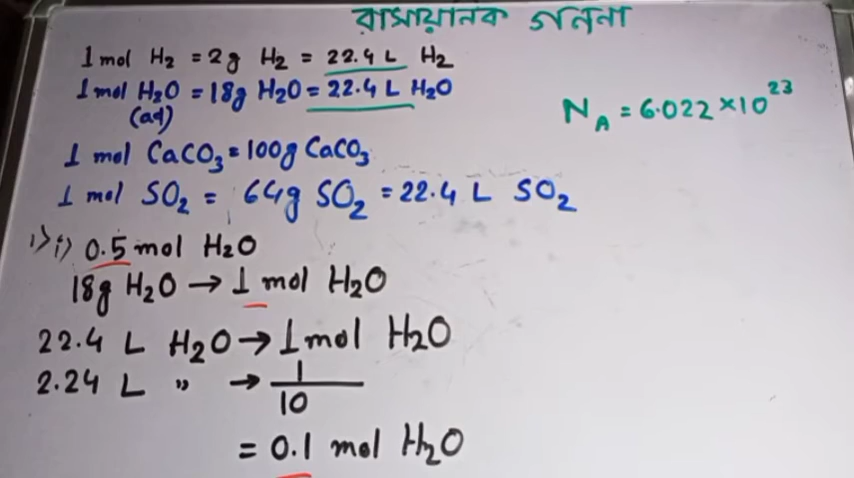 রাসায়নিক গননা
1 mol H₂ = 2g H₂ = 22.4 L H₂
1 mol H₂O = 18g H₂O = 22.4 L H₂O
N_A = 6.022 × 10²³
1 mol CaCO₃ = 100g CaCO₃
1 mol SO₂ = 64g SO₂ = 22.4 L SO₂
1> i> 0.5 mol H₂O
18g H₂O → 1 mol H₂O
22.4 L H₂O → 1 mol H₂O
2.24 L " → 1/10
= 0.1 mol H₂O